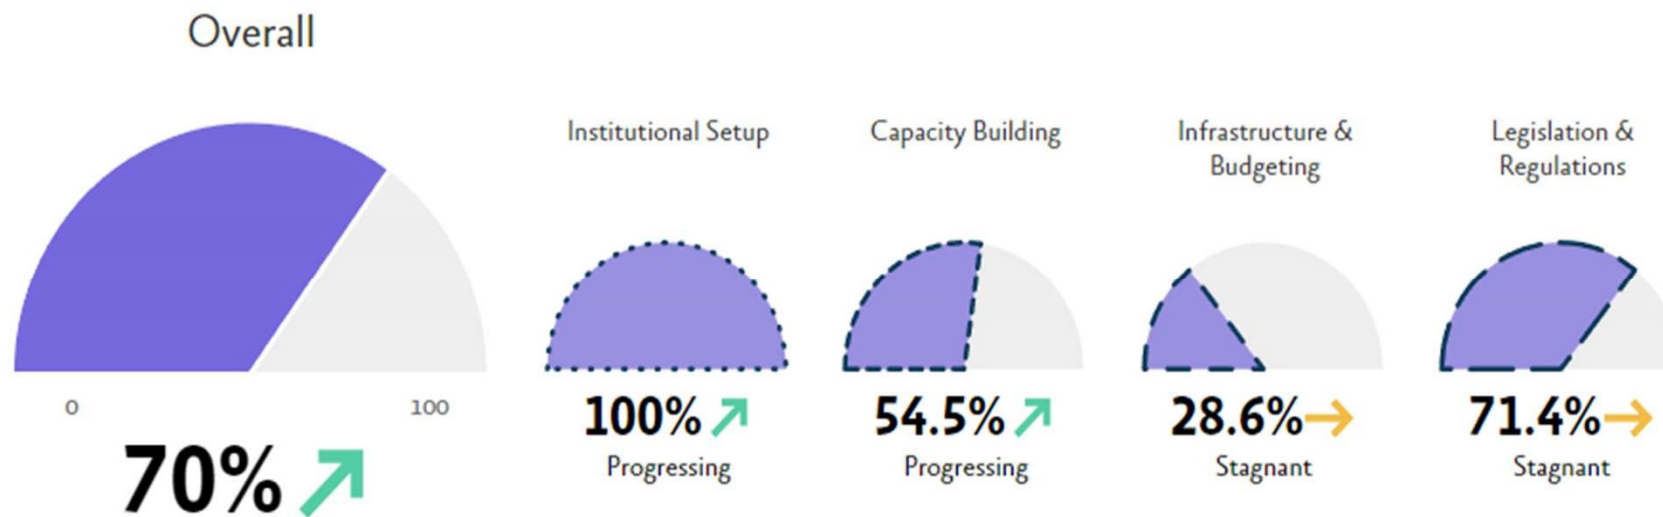 Overall
0
100
70%
Institutional Setup
100%
Progressing
Capacity Building
54.5%
Progressing
Infrastructure &
Budgeting
28.6%
Stagnant
Legislation &
Regulations
71.4%
Stagnant